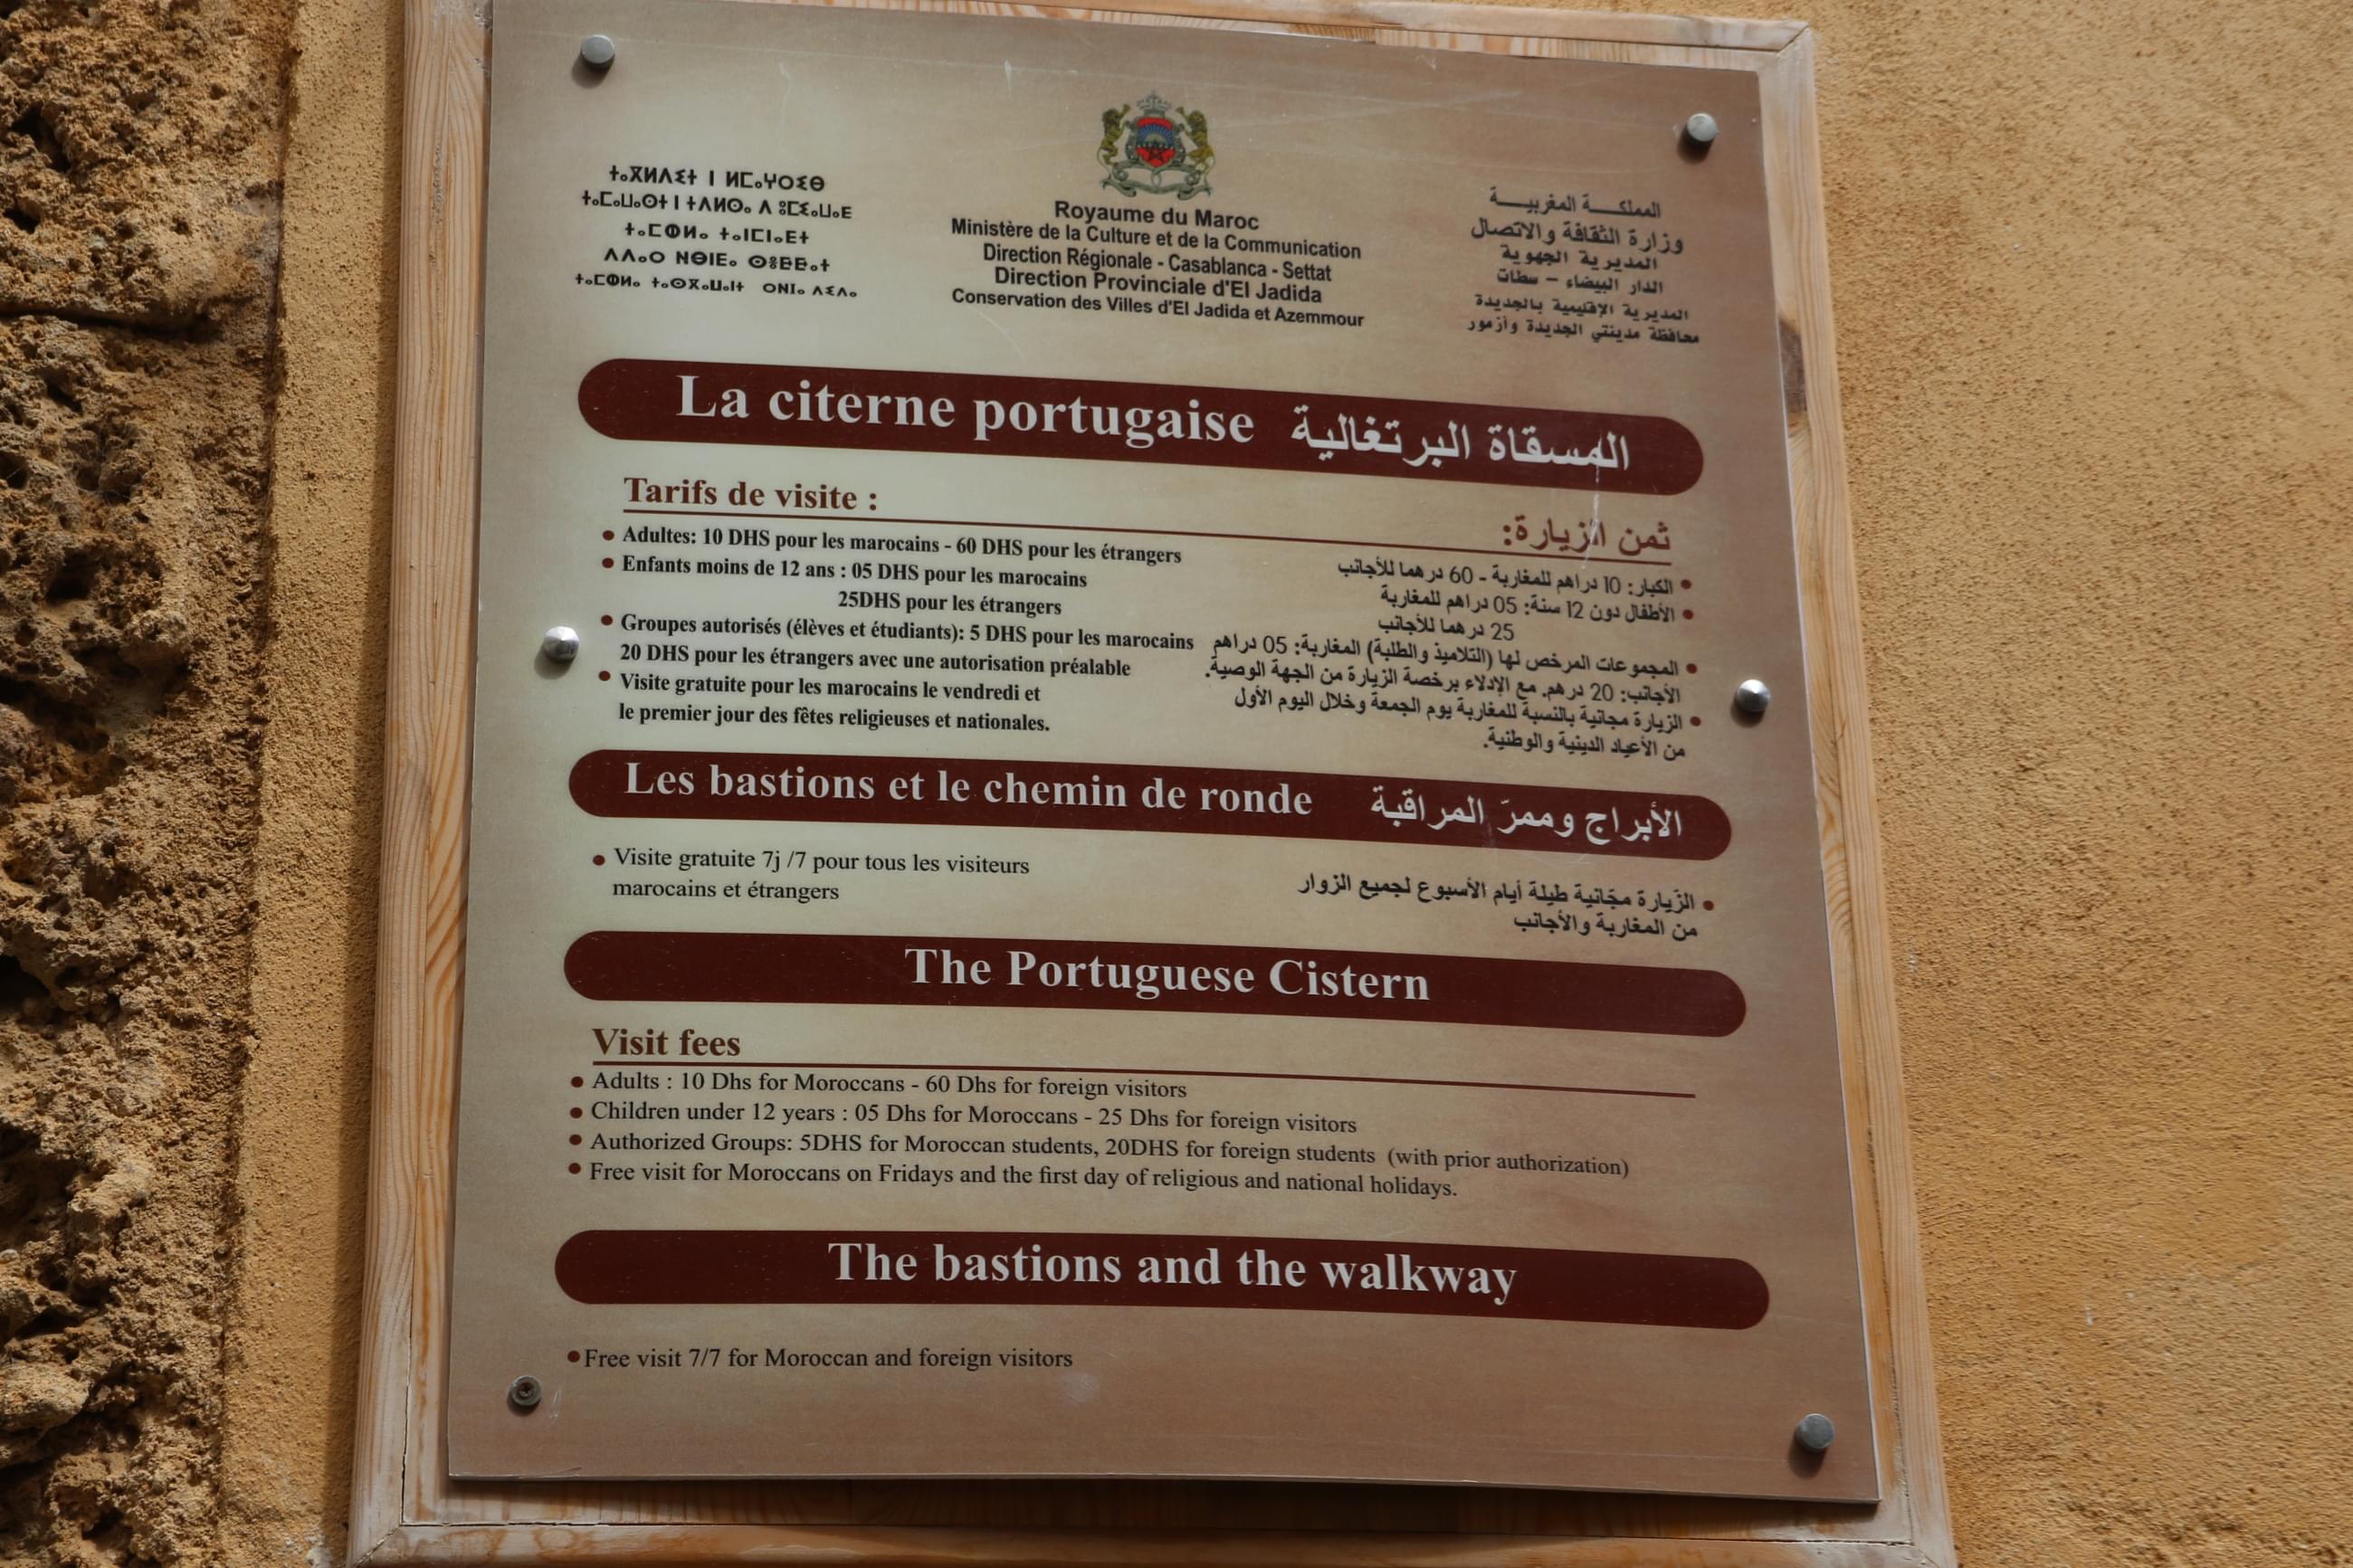 ⵜⴰⴳⵍⴷⵉⵜ ⵏ ⵍⵎⴰⵖⵔⵉⴱ
ⵜⴰⵎⴰⵡⴰⵙⵜ ⵏ ⵜⴷⵍⵙⴰ ⴷ ⵓⵎⵢⴰⵡⴰⴹ
ⵜⴰⵎⵀⵍⴰ ⵜⴰⵏⵎⵏⴰⴹⵜ
ⴷⴷⴰⵔ ⵍⴱⵉⴹⴰ ⵙⵟⵟⴰⵜ
Royaume du Maroc
Ministère de la Culture et de la Communication
Direction Régionale - Casablanca - Settat
Direction Provinciale d'El Jadida
Conservation des Villes d'El Jadida et Azemmour
المملكـــة المغربيـــة
وزارة الثقافة والاتصال
المديرية الجهوية
الدار البيضاء – سطات
المديرية الإقليمية بالجديدة
محافظة مدينتي الجديدة وأزمور
La citerne portugaise المسقاة البرتغالية
Tarifs de visite :
• Adultes: 10 DHS pour les marocains - 60 DHS pour les étrangers
• Enfants moins de 12 ans : 05 DHS pour les marocains
25DHS pour les étrangers
• Groupes autorisés (élèves et étudiants): 5 DHS pour les marocains
20 DHS pour les étrangers avec une autorisation préalable
• Visite gratuite pour les marocains le vendredi et
le premier jour des fêtes religieuses et nationales.
ثمن الزيارة:
• الكبار: 10 دراهم للمغاربة - 60 درهما للأجانب
• الأطفال دون 12 سنة: 05 دراهم للمغاربة
25 درهما للأجانب
• المجموعات المرخص لها (التلاميذ والطلبة) المغاربة: 05 دراهم
الأجانب: 20 درهم. مع الإدلاء برخصة الزيارة من الجهة الوصية.
• الزيارة مجانية بالنسبة للمغاربة يوم الجمعة وخلال اليوم الأول
من الأعياد الدينية والوطنية.
Les bastions et le chemin de ronde الأبراج وممرّ المراقبة
• Visite gratuite 7j /7 pour tous les visiteurs
marocains et étrangers
• الزّيارة مجّانية طيلة أيام الأسبوع لجميع الزوار
من المغاربة والأجانب
The Portuguese Cistern
Visit fees
• Adults : 10 Dhs for Moroccans - 60 Dhs for foreign visitors
• Children under 12 years : 05 Dhs for Moroccans - 25 Dhs for foreign visitors
• Authorized Groups: 5DHS for Moroccan students, 20DHS for foreign students (with prior authorization)
• Free visit for Moroccans on Fridays and the first day of religious and national holidays.
The bastions and the walkway
• Free visit 7/7 for Moroccan and foreign visitors